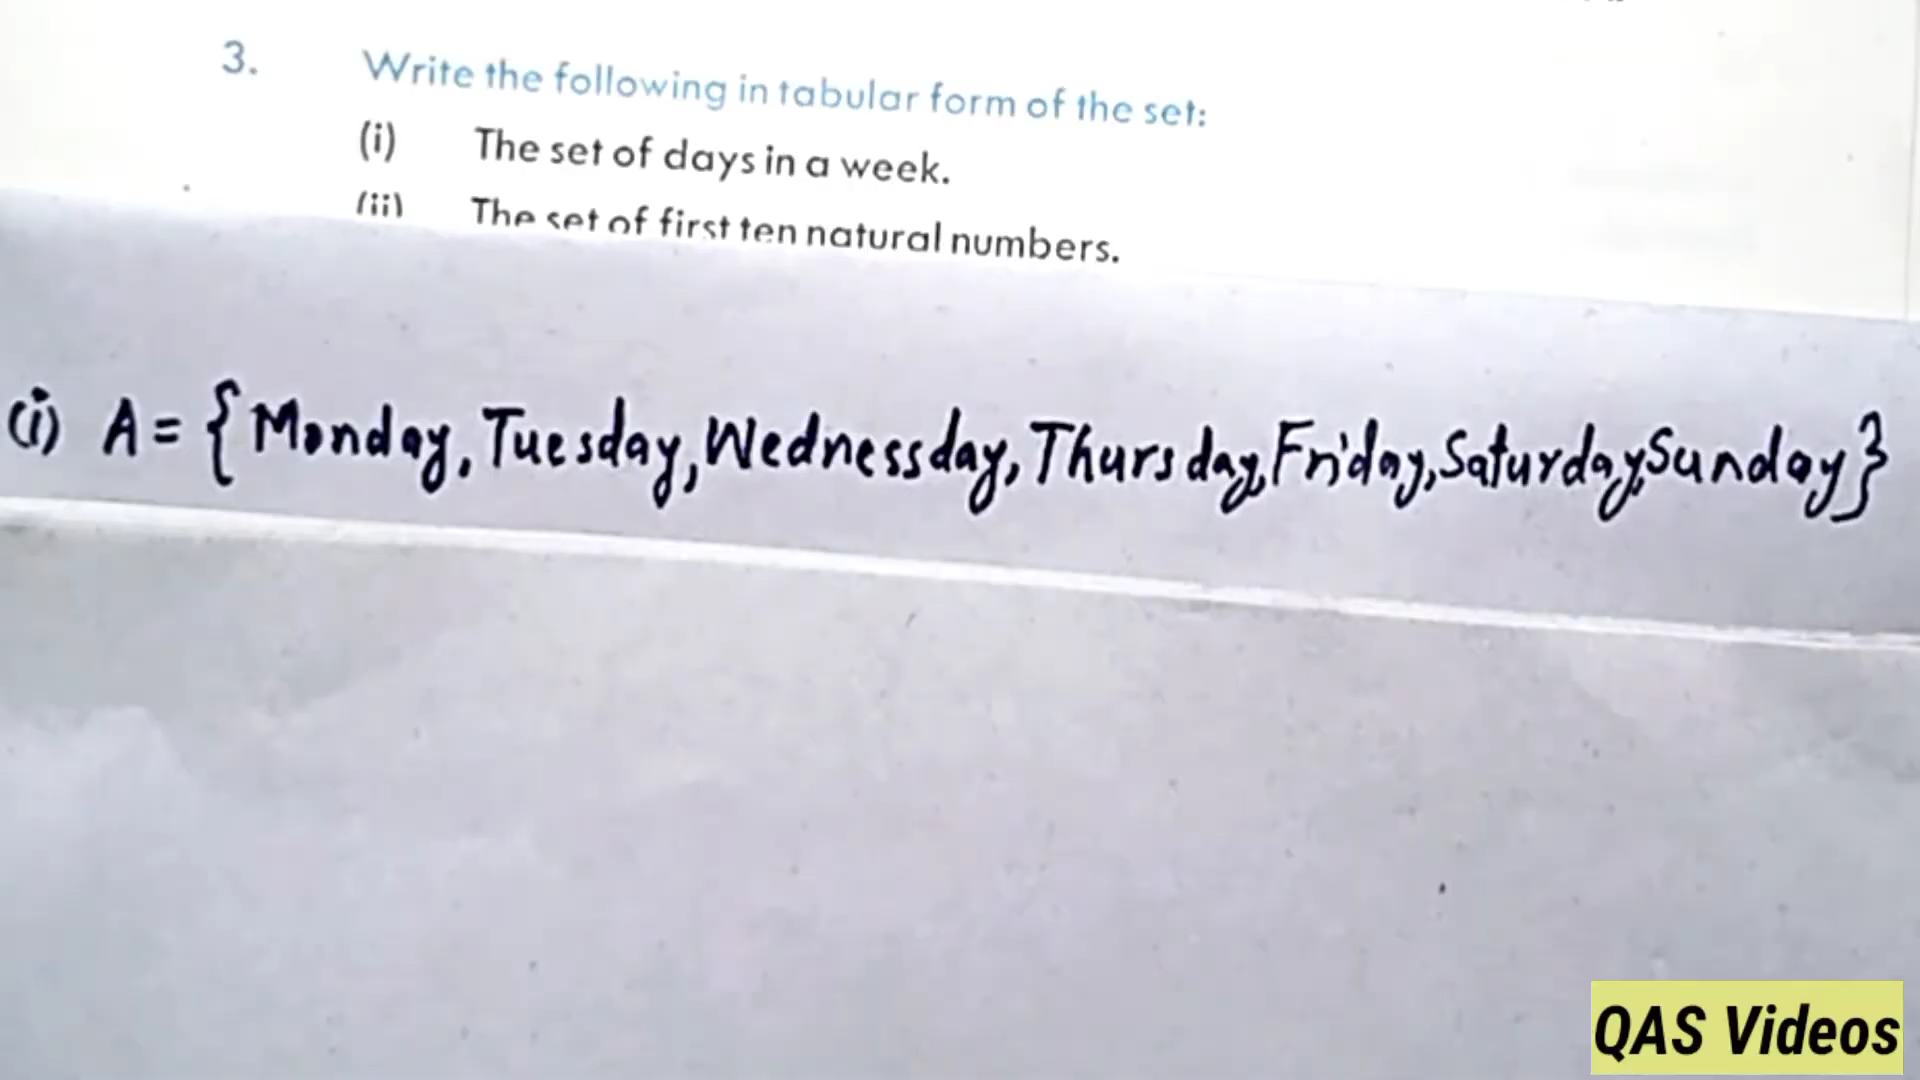 3. Write the following in tabular form of the set:
(i) The set of days in a week.
(ii) The set of first ten natural numbers.
(i) A = {Monday, Tuesday, Wednessday, Thursday, Friday, Saturday, Sunday}
QAS Videos